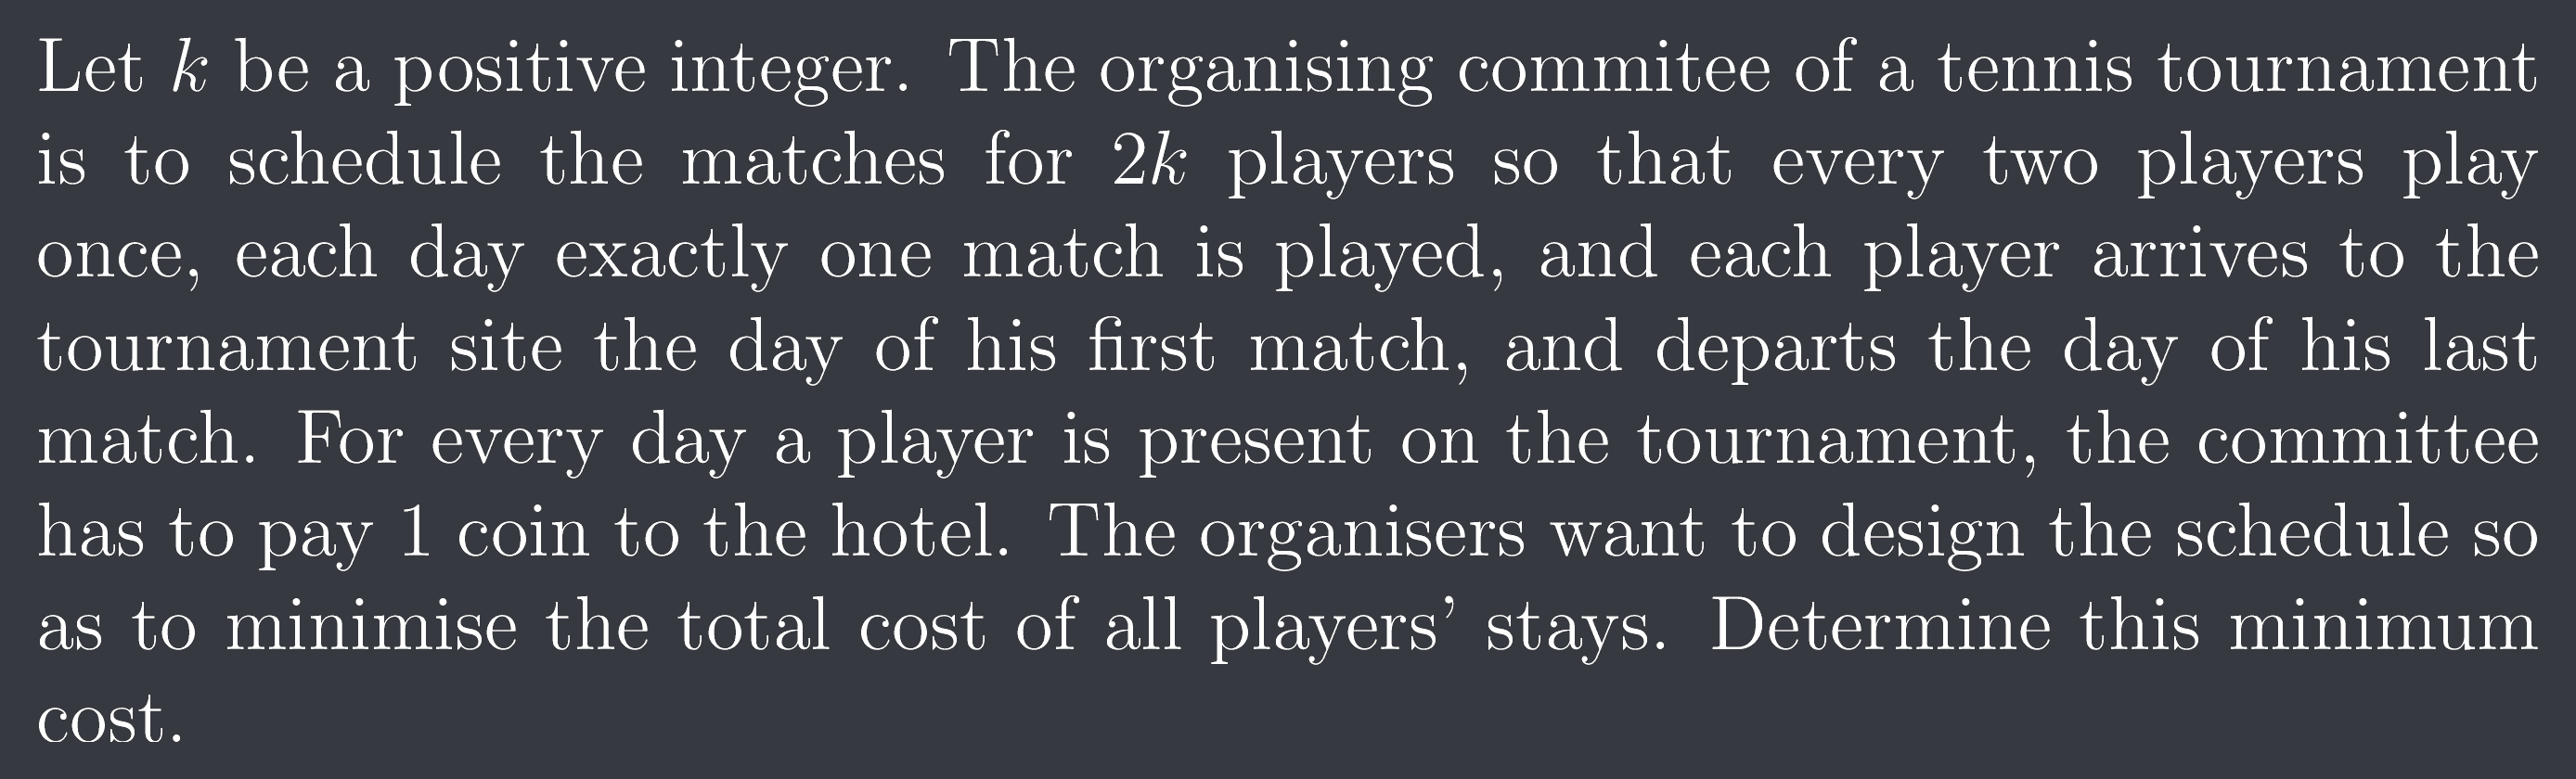 Let k be a positive integer. The organising commitee of a tennis tournament
is to schedule the matches for 2k players so that every two players play
once, each day exactly one match is played, and each player arrives to the
tournament site the day of his first match, and departs the day of his last
match. For every day a player is present on the tournament, the committee
has to pay 1 coin to the hotel. The organisers want to design the schedule so
as to minimise the total cost of all players’ stays. Determine this minimum
cost.